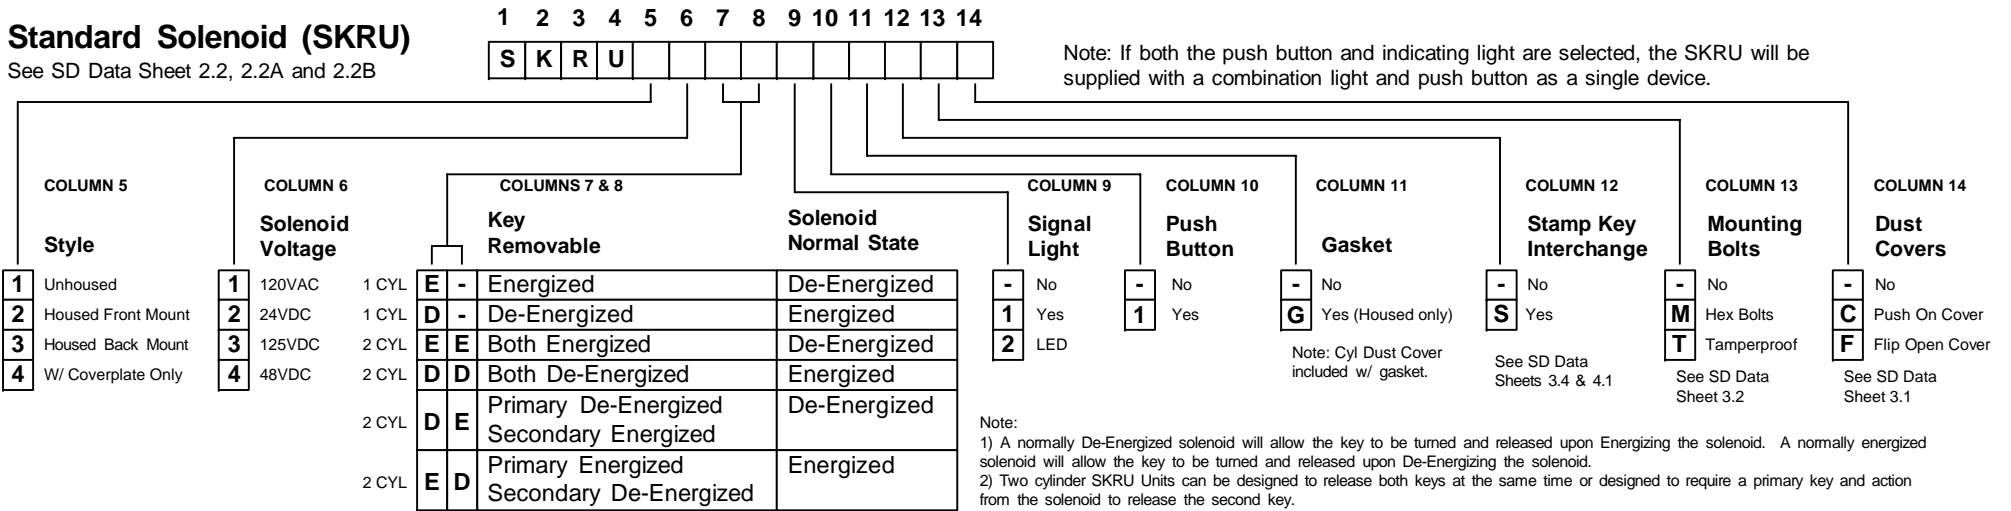 1 2 3 4 5 6 7 8 9 10 11 12 13 14
Standard Solenoid (SKRU)
See SD Data Sheet 2.2, 2.2A and 2.2B
S K R U
Note: If both the push button and indicating light are selected, the SKRU will be
supplied with a combination light and push button as a single device.
COLUMN 5
Style
1 Unhoused
2 Housed Front Mount
3 Housed Back Mount
4 W/ Coverplate Only
COLUMN 6
Solenoid
Voltage
1 120VAC
2 24VDC
3 125VDC
4 48VDC
COLUMNS 7 & 8
Key
Removable
Solenoid
Normal State
1 CYL E - Energized De-Energized
1 CYL D - De-Energized Energized
2 CYL E E Both Energized De-Energized
2 CYL D D Both De-Energized Energized
2 CYL D E Primary De-Energized De-Energized
Secondary Energized
2 CYL E D Primary Energized Energized
Secondary De-Energized
COLUMN 9
Signal
Light
- No
1 Yes
2 LED
COLUMN 10
Push
Button
- No
1 Yes
COLUMN 11
Gasket
- No
G Yes (Housed only)
Note: Cyl Dust Cover
included w/ gasket.
COLUMN 12
Stamp Key
Interchange
- No
S Yes
See SD Data
Sheets 3.4 & 4.1
COLUMN 13
Mounting
Bolts
- No
M Hex Bolts
T Tamperproof
See SD Data
Sheet 3.2
COLUMN 14
Dust
Covers
- No
C Push On Cover
F Flip Open Cover
See SD Data
Sheet 3.1
Note:
1) A normally De-Energized solenoid will allow the key to be turned and released upon Energizing the solenoid. A normally energized
solenoid will allow the key to be turned and released upon De-Energizing the solenoid.
2) Two cylinder SKRU Units can be designed to release both keys at the same time or designed to require a primary key and action
from the solenoid to release the second key.